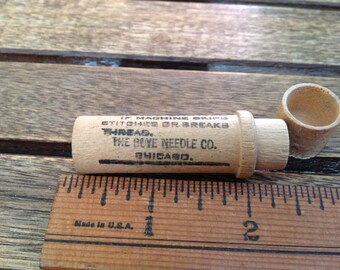 IF MACHINE SKIPS
STITCHES OR BREAKS
THREAD.
THE BOYE NEEDLE CO.
CHICAGO.
Made in U.S.A.
1
2